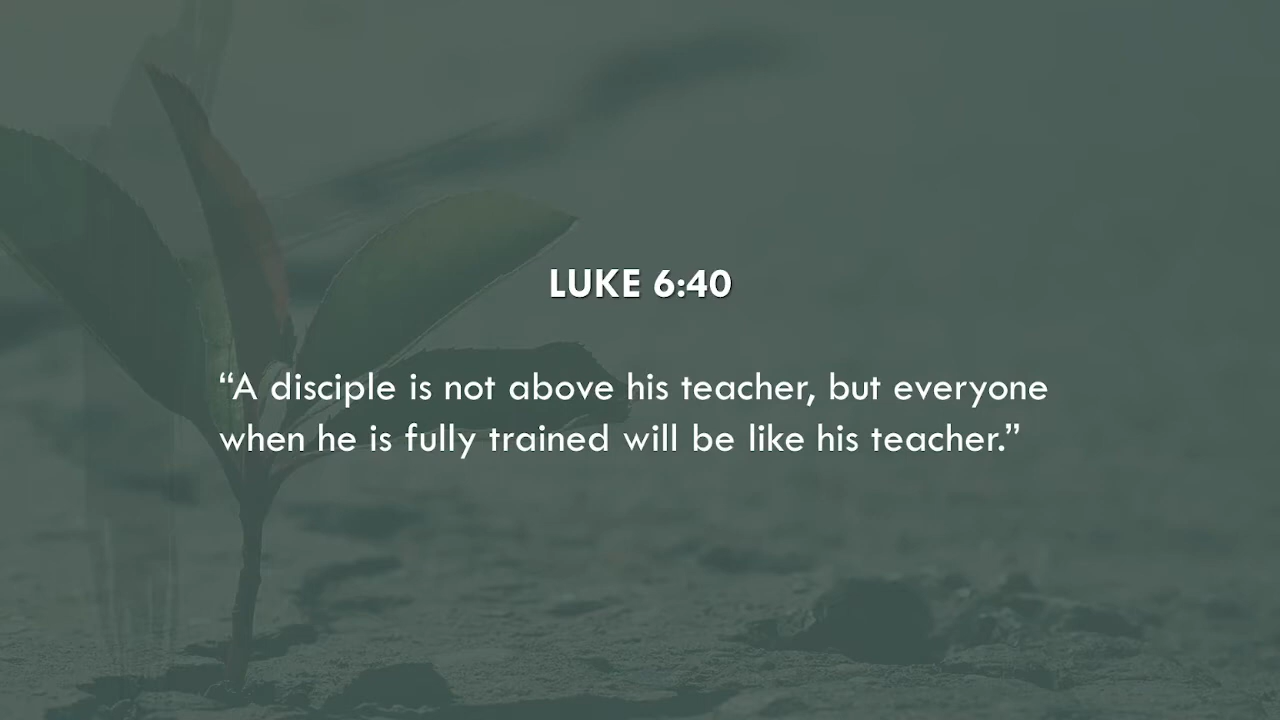 LUKE 6:40
“A disciple is not above his teacher, but everyone
when he is fully trained will be like his teacher.”